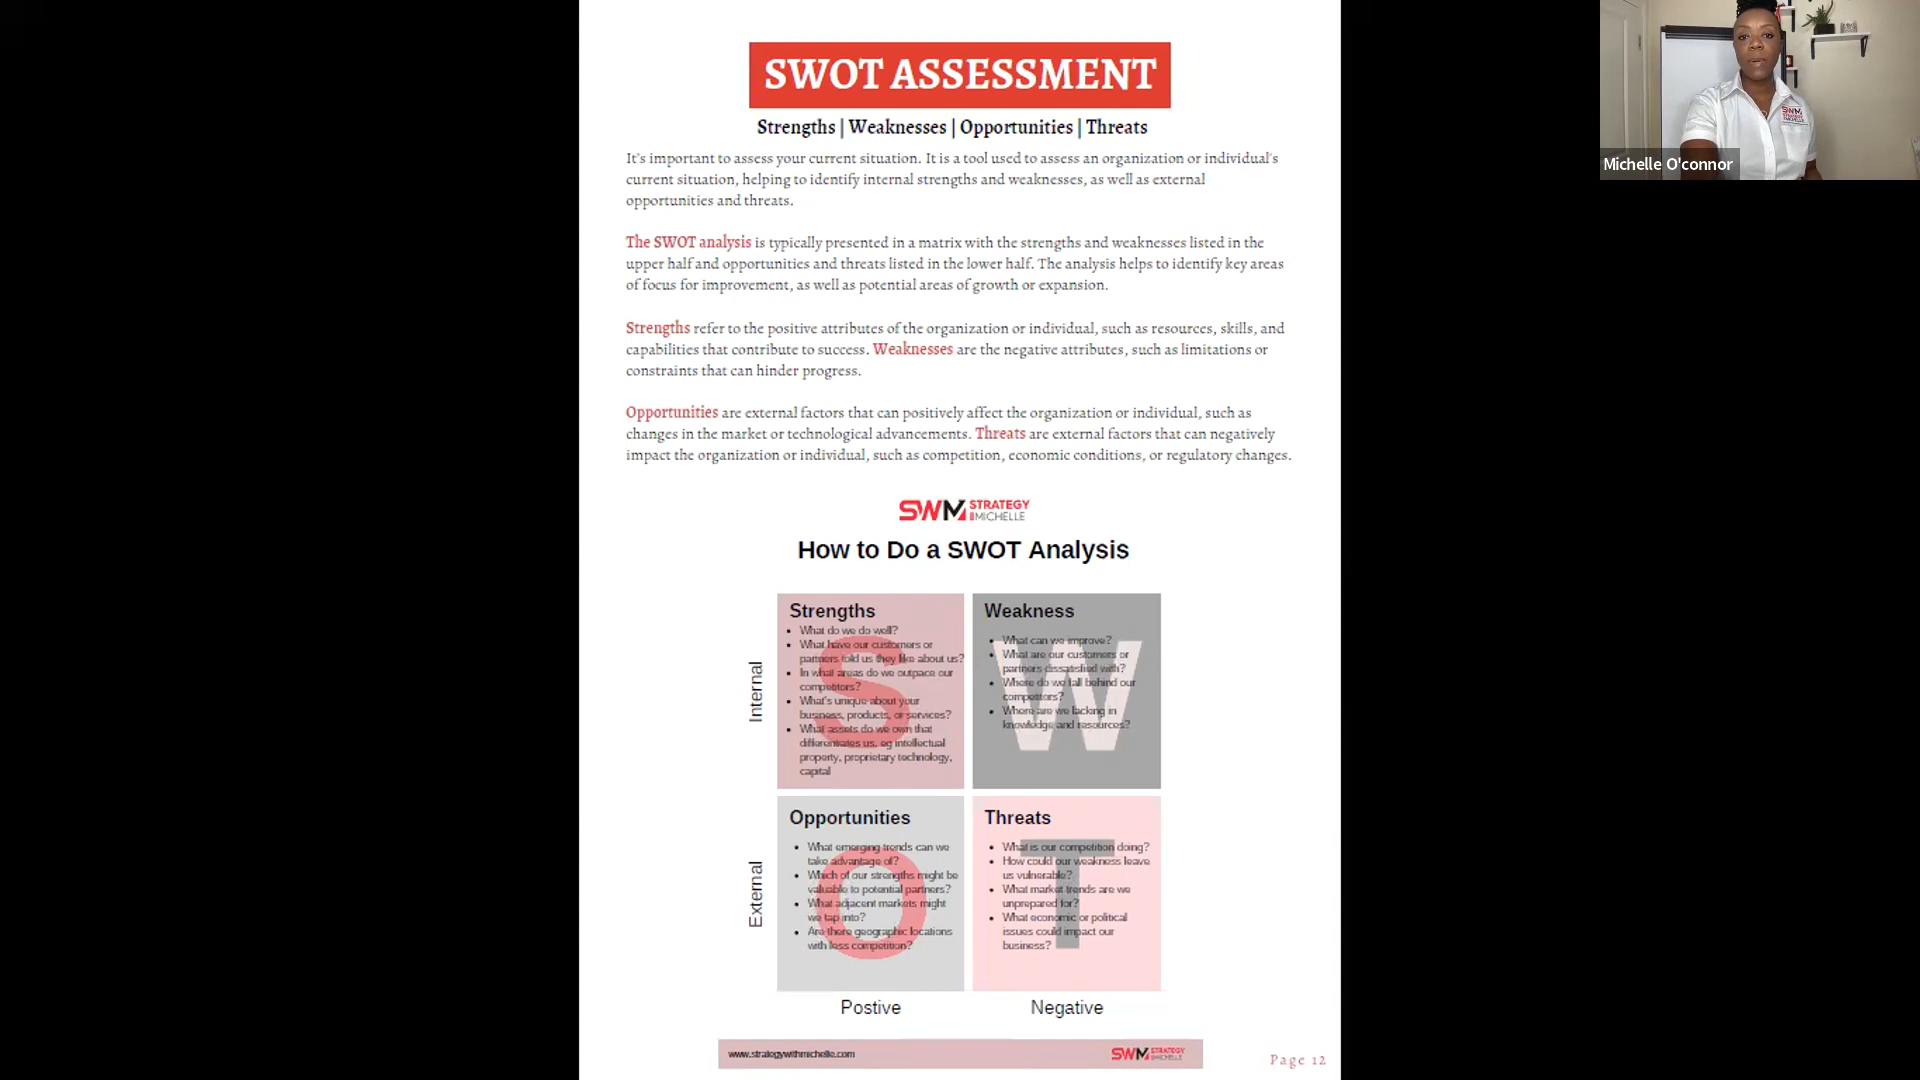 SWOT ASSESSMENT
Strengths | Weaknesses | Opportunities | Threats
It's important to assess your current situation. It is a tool used to assess an organization or individual's
current situation, helping to identify internal strengths and weaknesses, as well as external
opportunities and threats.
The SWOT analysis is typically presented in a matrix with the strengths and weaknesses listed in the
upper half and opportunities and threats listed in the lower half. The analysis helps to identify key areas
of focus for improvement, as well as potential areas of growth or expansion.
Strengths refer to the positive attributes of the organization or individual, such as resources, skills, and
capabilities that contribute to success. Weaknesses are the negative attributes, such as limitations or
constraints that can hinder progress.
Opportunities are external factors that can positively affect the organization or individual, such as
changes in the market or technological advancements. Threats are external factors that can negatively
impact the organization or individual, such as competition, economic conditions, or regulatory changes.
SWM STRATEGY
WITH MICHELLE
How to Do a SWOT Analysis
Internal
Strengths
S
• What do we do well?
• What have our customers or
partners told us they like about us?
• In what areas do we outpace our
competitors?
• What's unique about your
business, products, or services?
• What assets do we own that
differentiates us, eg intellectual
property, proprietary technology,
capital
Weakness
W
• What can we improve?
• What are our customers or
partners dissatisfied with?
• Where do we fall behind our
competitors?
• Where are we lacking in
knowledge and resources?
External
Opportunities
O
• What emerging trends can we
take advantage of?
• Which of our strengths might be
valuable to potential partners?
• What adjacent markets might
we tap into?
• Are there geographic locations
with less competition?
Threats
T
• What is our competition doing?
• How could our weakness leave
us vulnerable?
• What market trends are we
unprepared for?
• What economic or political
issues could impact our
business?
Postive
Negative
www.strategywithmichelle.com
SWM STRATEGY
WITH MICHELLE
Page 12
SWM
STRATEGY
MICHELLE
Michelle O'connor